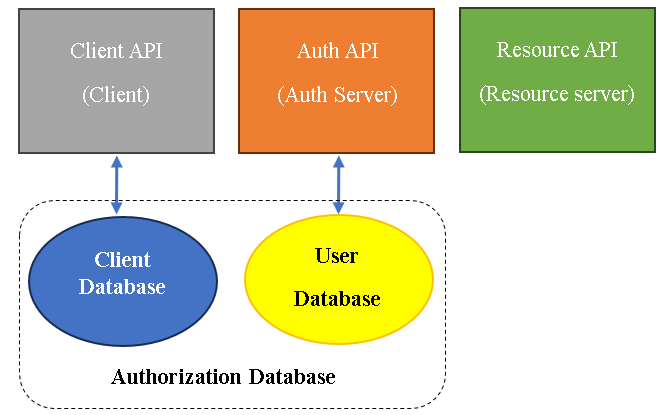 Client API
(Client)
Auth API
(Auth Server)
Resource API
(Resource server)
Client
Database
User
Database
Authorization Database